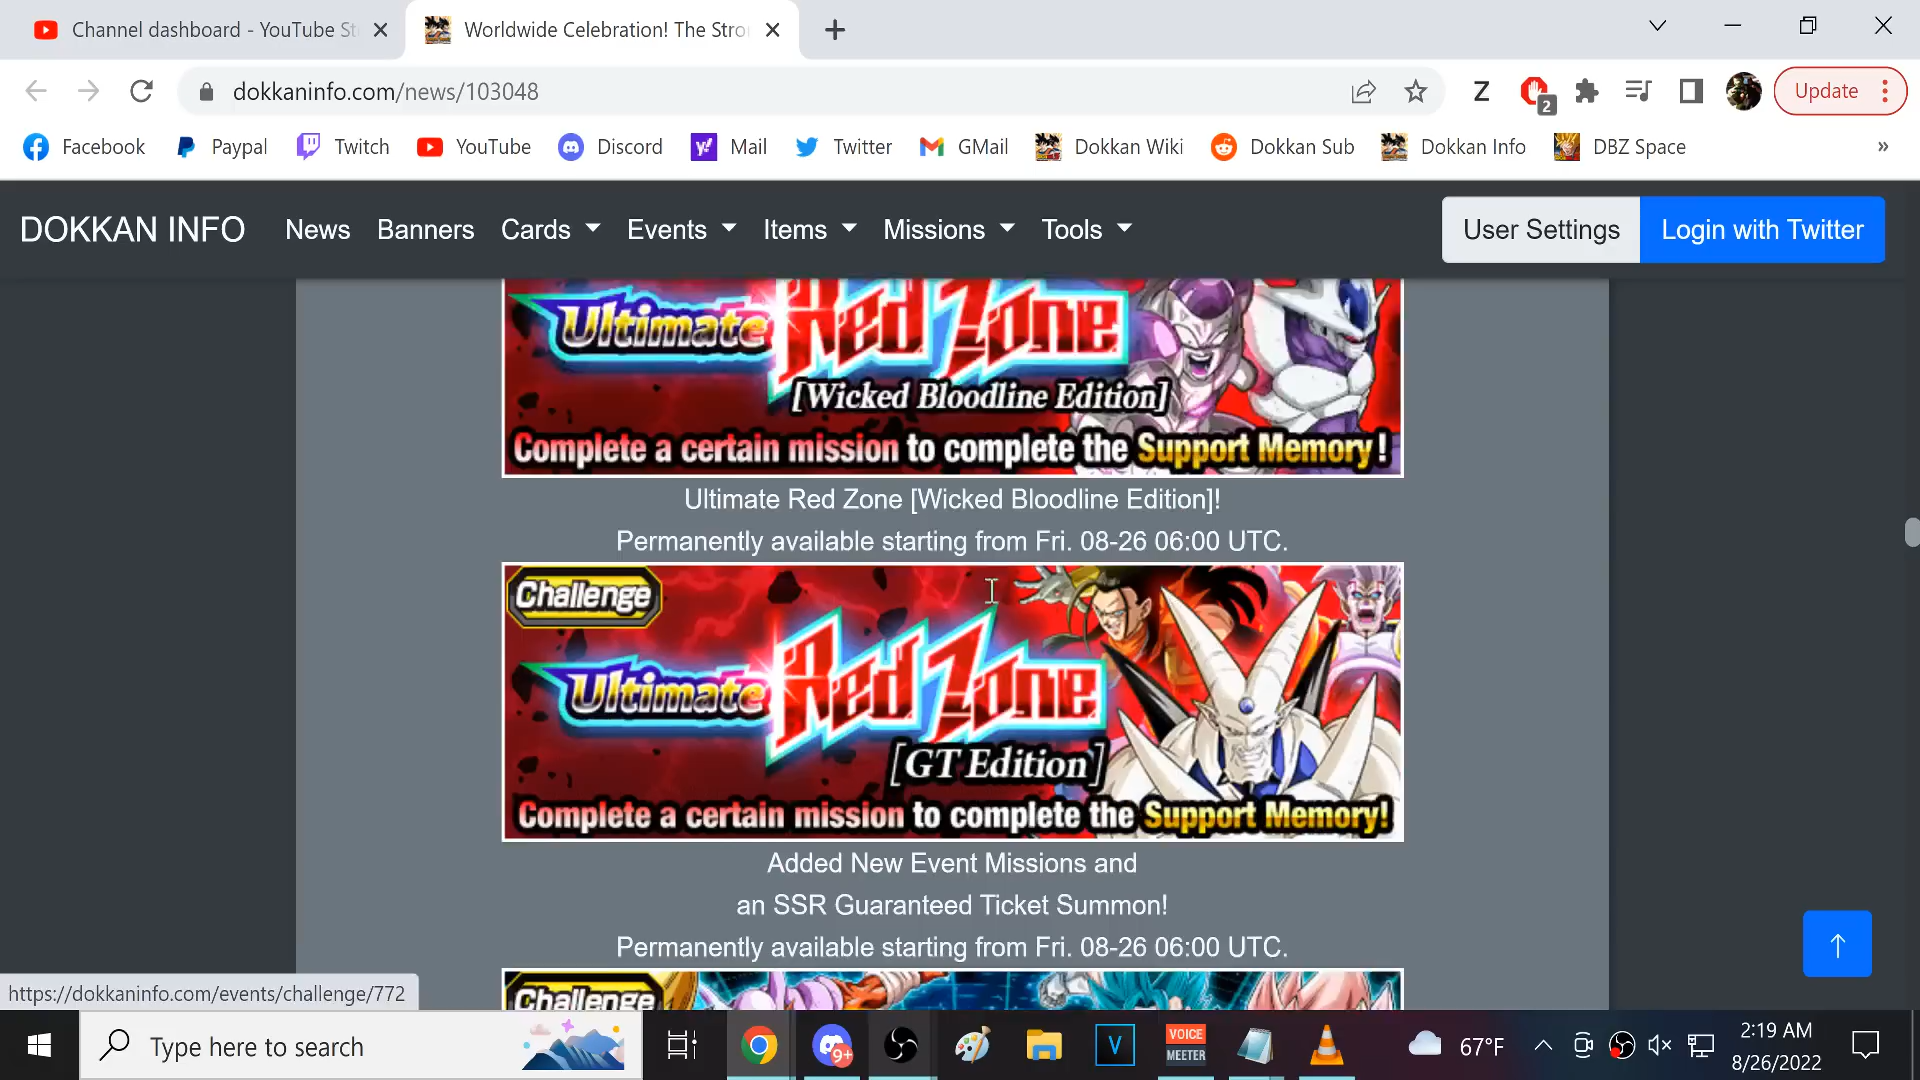 Channel dashboard - YouTube St
Worldwide Celebration! The Stro
dokkaninfo.com/news/103048
Z
2
Update
Facebook
Paypal
Twitch
YouTube
Discord
y!
Mail
Twitter
GMail
Dokkan Wiki
Dokkan Sub
Dokkan Info
DBZ Space
»
DOKKAN INFO
News
Banners
Cards
Events
Items
Missions
Tools
User Settings
Login with Twitter
Ultimate Red Zone
[Wicked Bloodline Edition]
Complete a certain mission to complete the Support Memory!
Ultimate Red Zone [Wicked Bloodline Edition]!
Permanently available starting from Fri. 08-26 06:00 UTC.
Challenge
Ultimate Red Zone
[GT Edition]
Complete a certain mission to complete the Support Memory!
Added New Event Missions and
an SSR Guaranteed Ticket Summon!
Permanently available starting from Fri. 08-26 06:00 UTC.
Challenge
https://dokkaninfo.com/events/challenge/772
Type here to search
9+
V
VOICE
MEETER
67°F
2:19 AM
8/26/2022